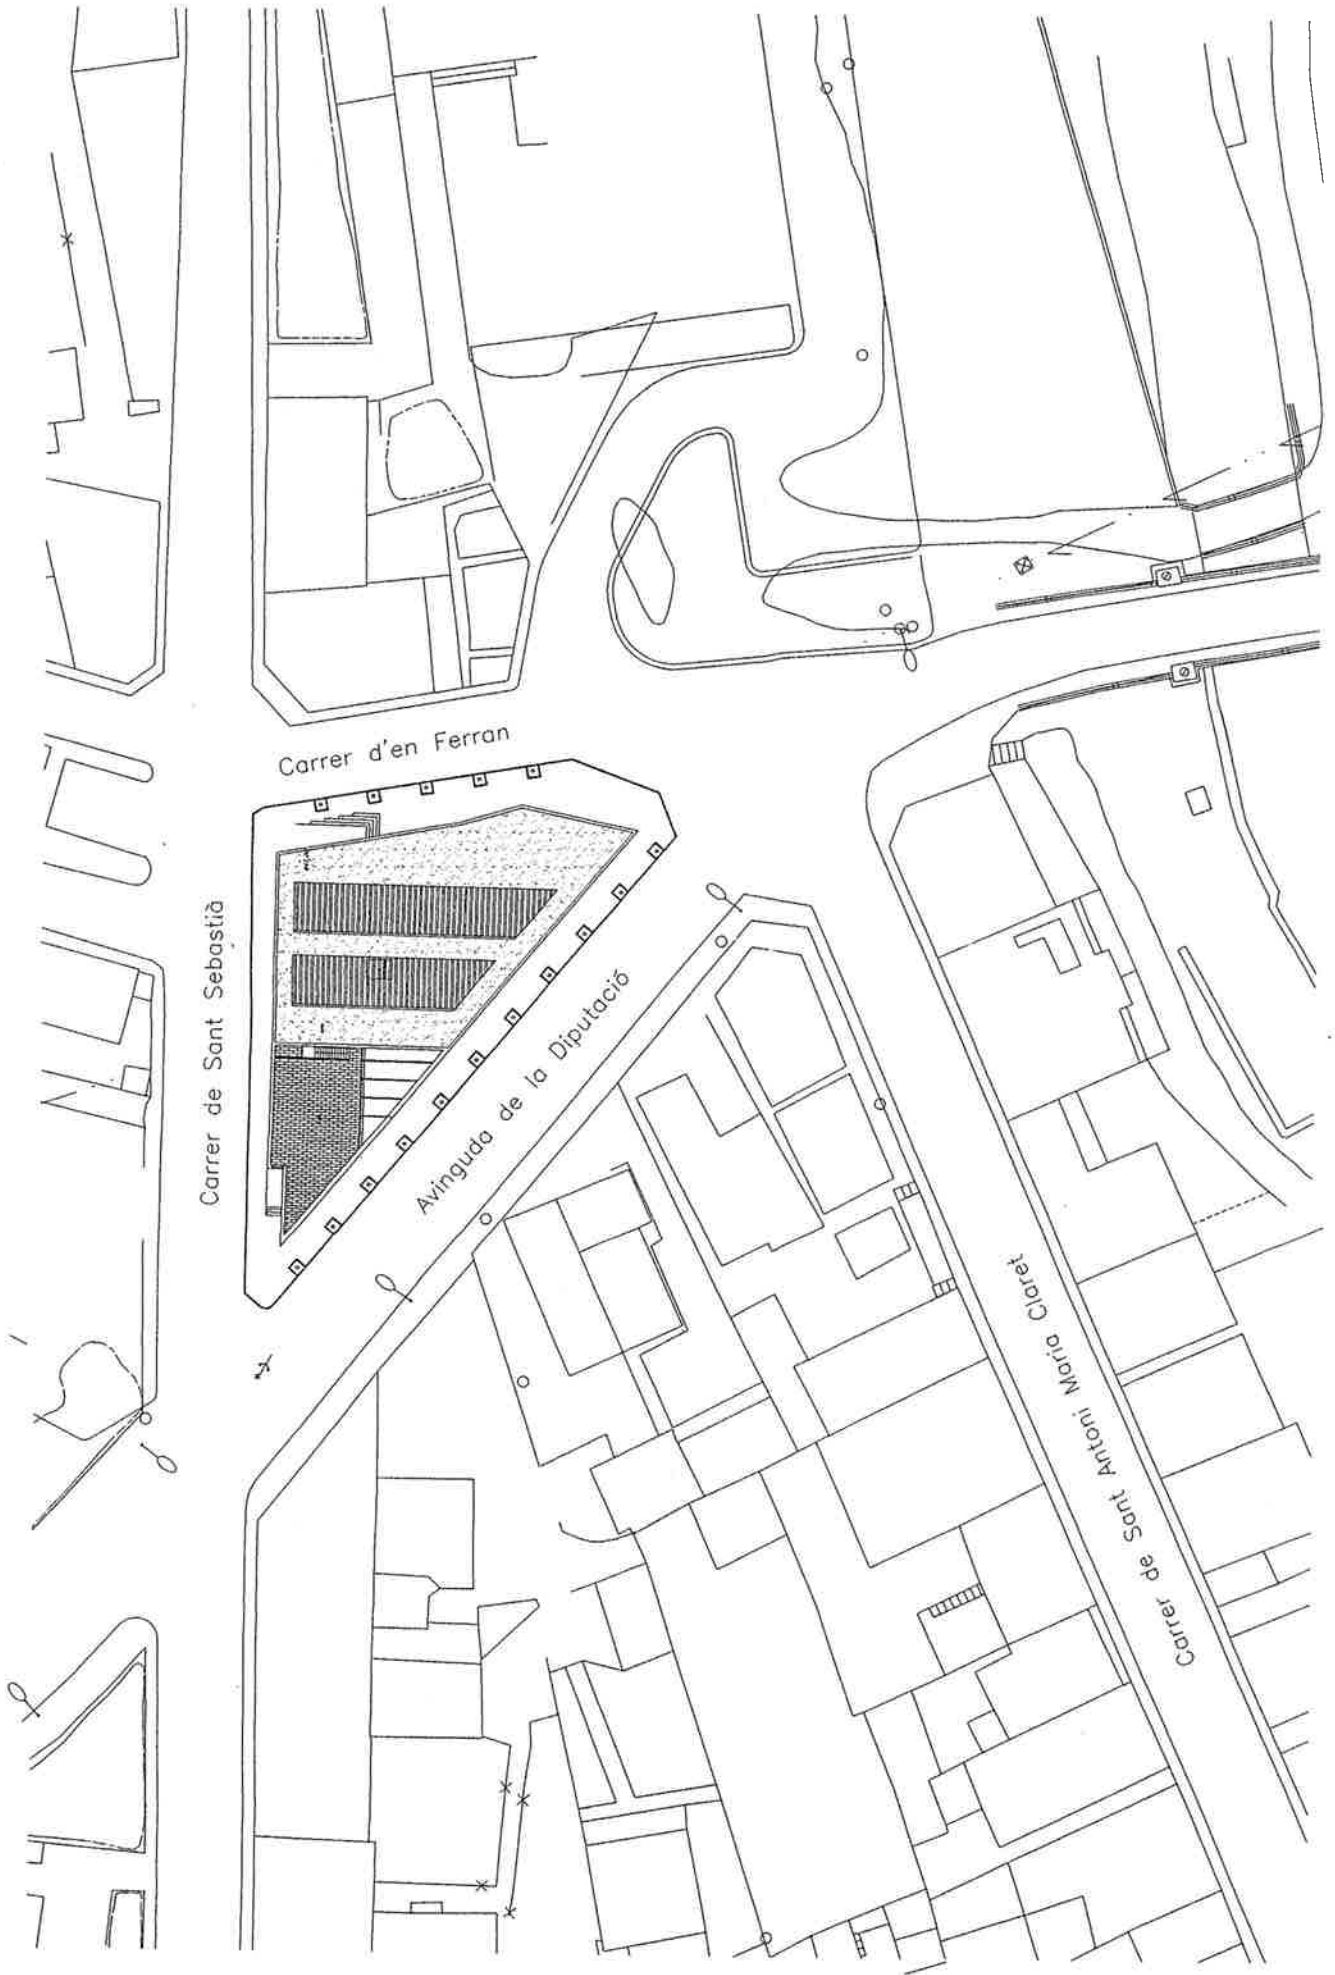 Carrer d'en Ferran
Carrer de Sant Sebastià
Avinguda de la Diputació
Carrer de Sant Antoni Maria Claret